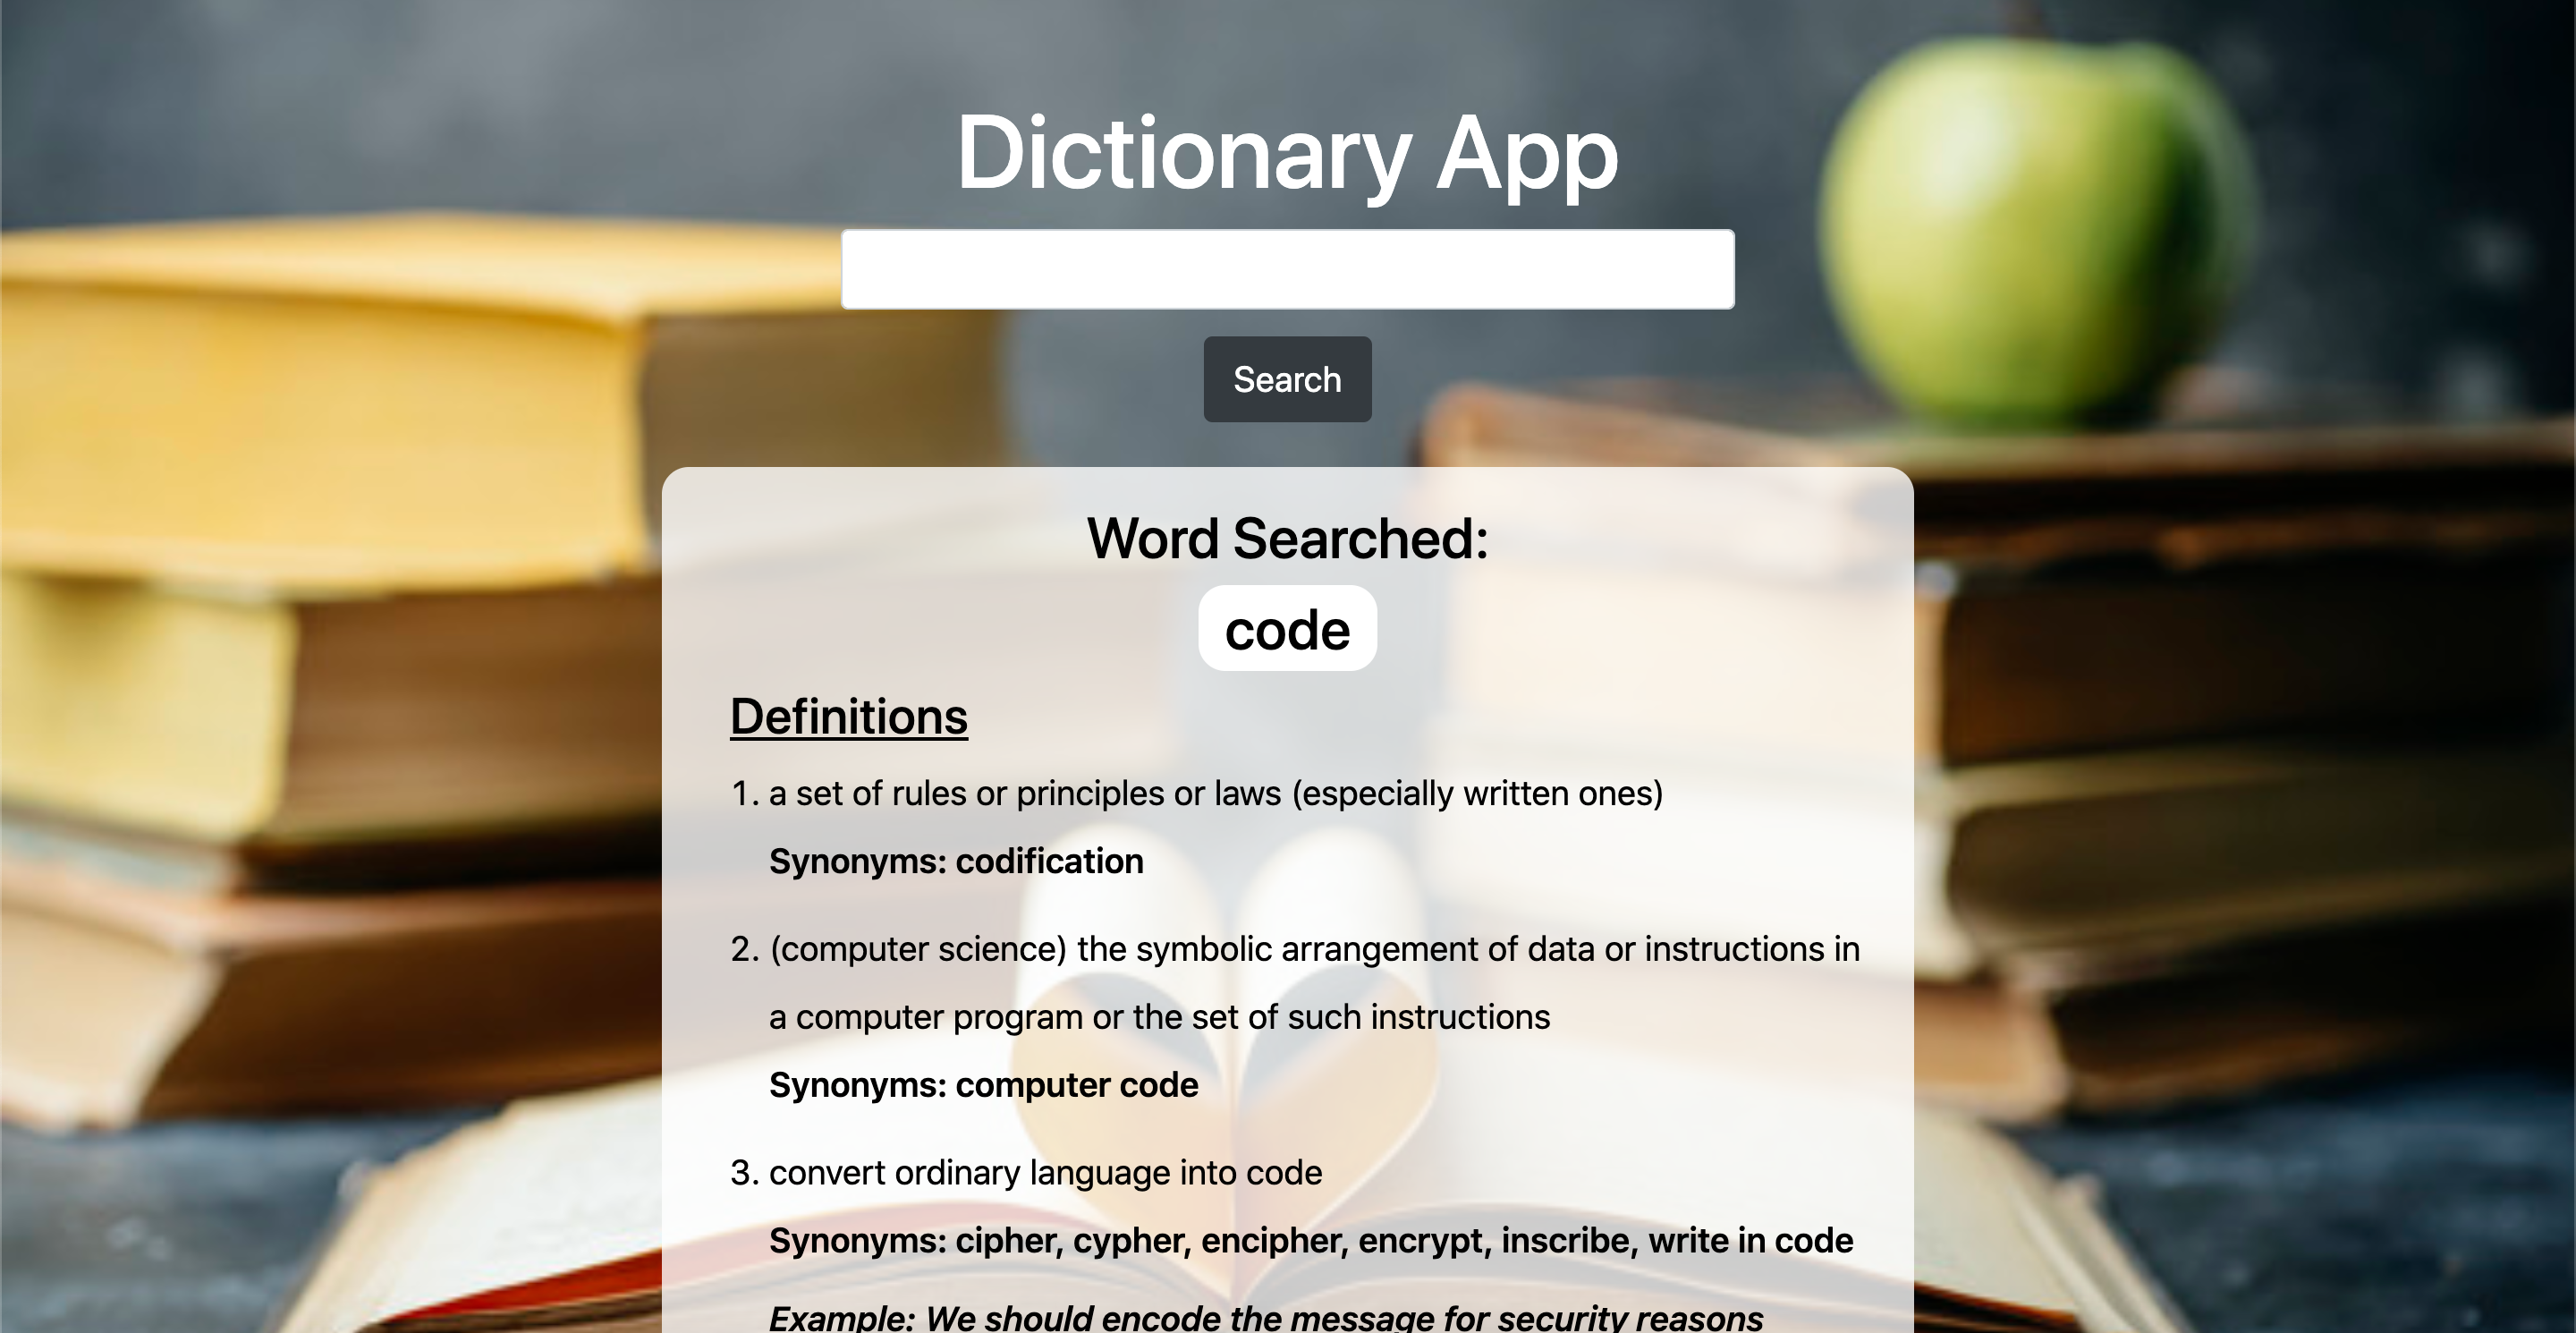 Dictionary App
Search
Word Searched:
code
Definitions
1. a set of rules or principles or laws (especially written ones)
Synonyms: codification
2. (computer science) the symbolic arrangement of data or instructions in
a computer program or the set of such instructions
Synonyms: computer code
3. convert ordinary language into code
Synonyms: cipher, cypher, encipher, encrypt, inscribe, write in code
Example: We should encode the message for security reasons